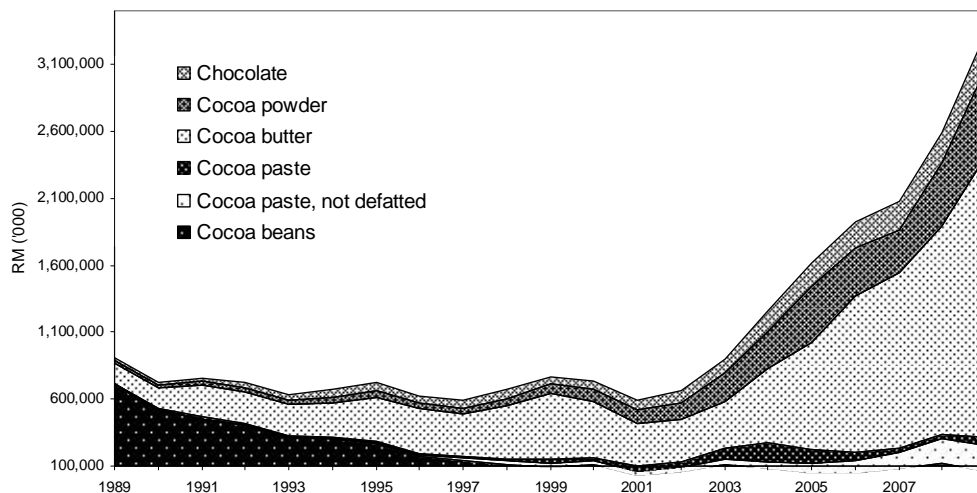 3,100,000
Chocolate
Cocoa powder
2,600,000
Cocoa butter
Cocoa paste
2,100,000
Cocoa paste, not defatted
Cocoa beans
RM ('000)
1,600,000
1,100,000
600,000
100,000
1989 1991 1993 1995 1997 1999 2001 2003 2005 2007